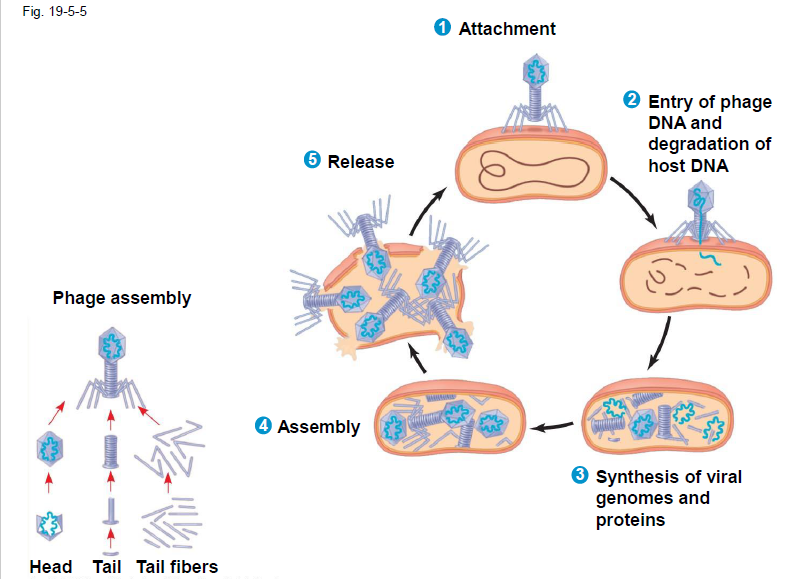 Fig. 19-5-5
1 Attachment
2 Entry of phage
DNA and
degradation of
host DNA
5 Release
Phage assembly
4 Assembly
3 Synthesis of viral
genomes and
proteins
Head Tail Tail fibers